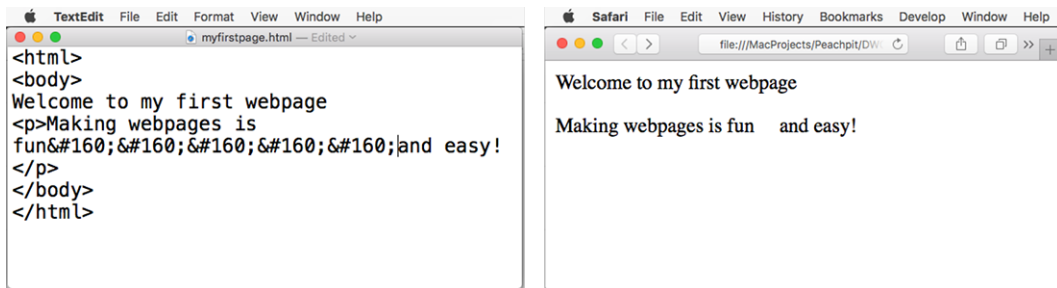 TextEdit File Edit Format View Window Help
myfirstpage.html — Edited
<html>
<body>
Welcome to my first webpage
<p>Making webpages is
fun&#160;&#160;&#160;&#160;&#160;and easy!
</p>
</body>
</html>
Safari File Edit View History Bookmarks Develop Window Help
file:///MacProjects/Peachpit/DW
Welcome to my first webpage
Making webpages is fun     and easy!